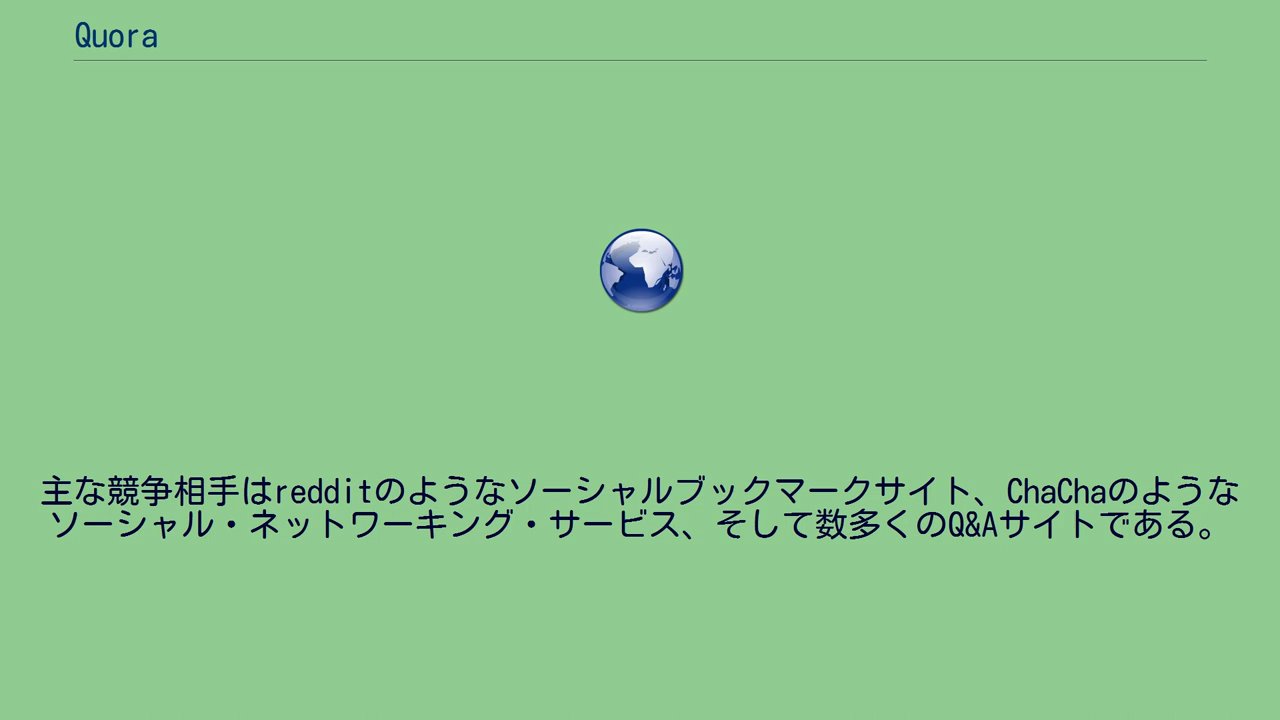 Quora
主な競争相手はredditのようなソーシャルブックマークサイト、ChaChaのような
ソーシャル・ネットワーキング・サービス、そして数多くのQ&Aサイトである。